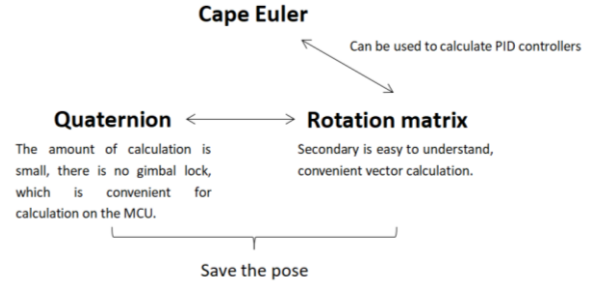 Cape Euler
Can be used to calculate PID controllers
Quaternion
The amount of calculation is
small, there is no gimbal lock,
which is convenient for
calculation on the MCU.
Rotation matrix
Secondary is easy to understand,
convenient vector calculation.
Save the pose